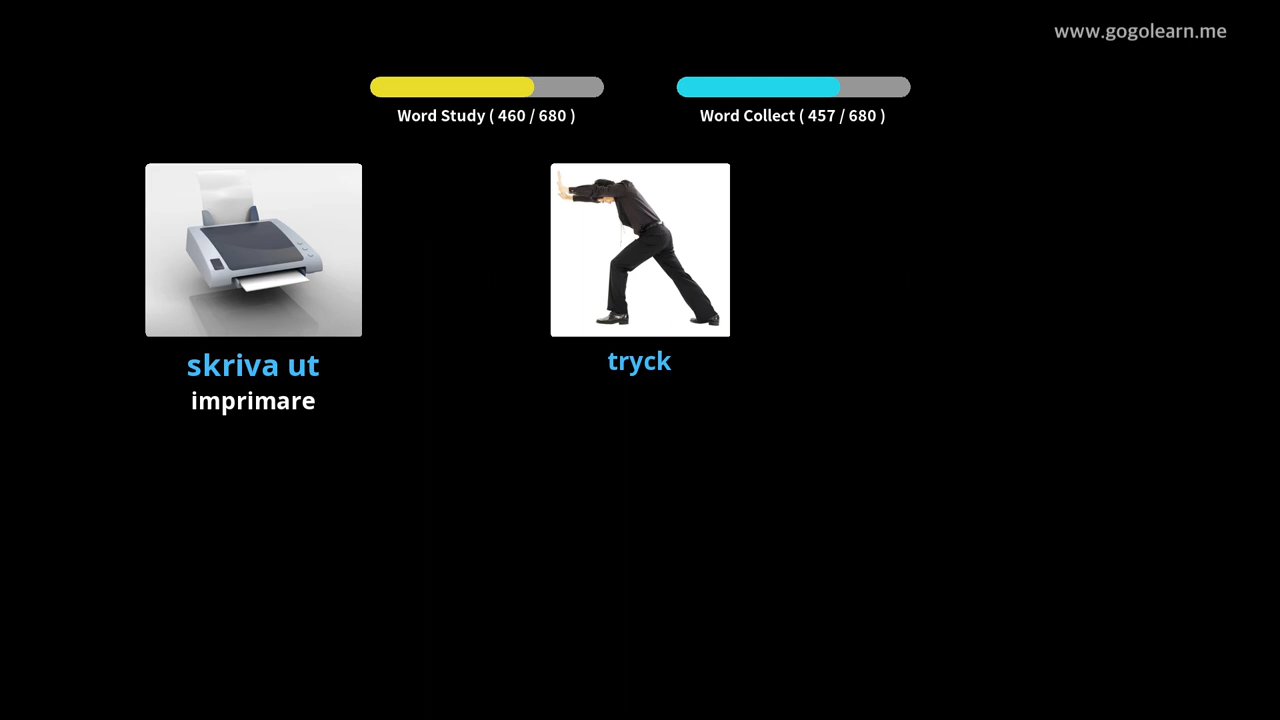 www.gogolearn.me
Word Study ( 460 / 680 )
Word Collect ( 457 / 680 )
skriva ut
imprimare
tryck